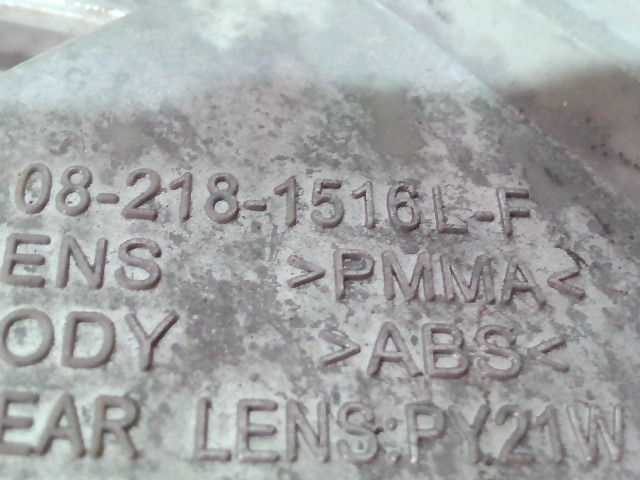 08-218-1516L-F
ENS >PMMA<
ODY >ABS<
EAR LENS:PY21W